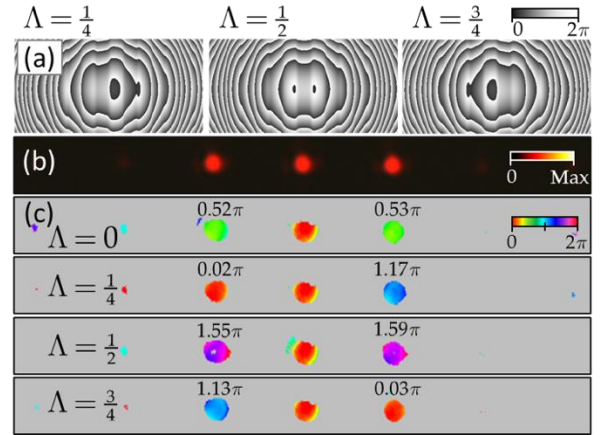 Λ = 1/4 Λ = 1/2 Λ = 3/4 0 2π
(a)
(b) 0 Max
(c) 0.52π 0.53π
Λ = 0 0 2π
0.02π 1.17π
Λ = 1/4
1.55π 1.59π
Λ = 1/2
1.13π 0.03π
Λ = 3/4